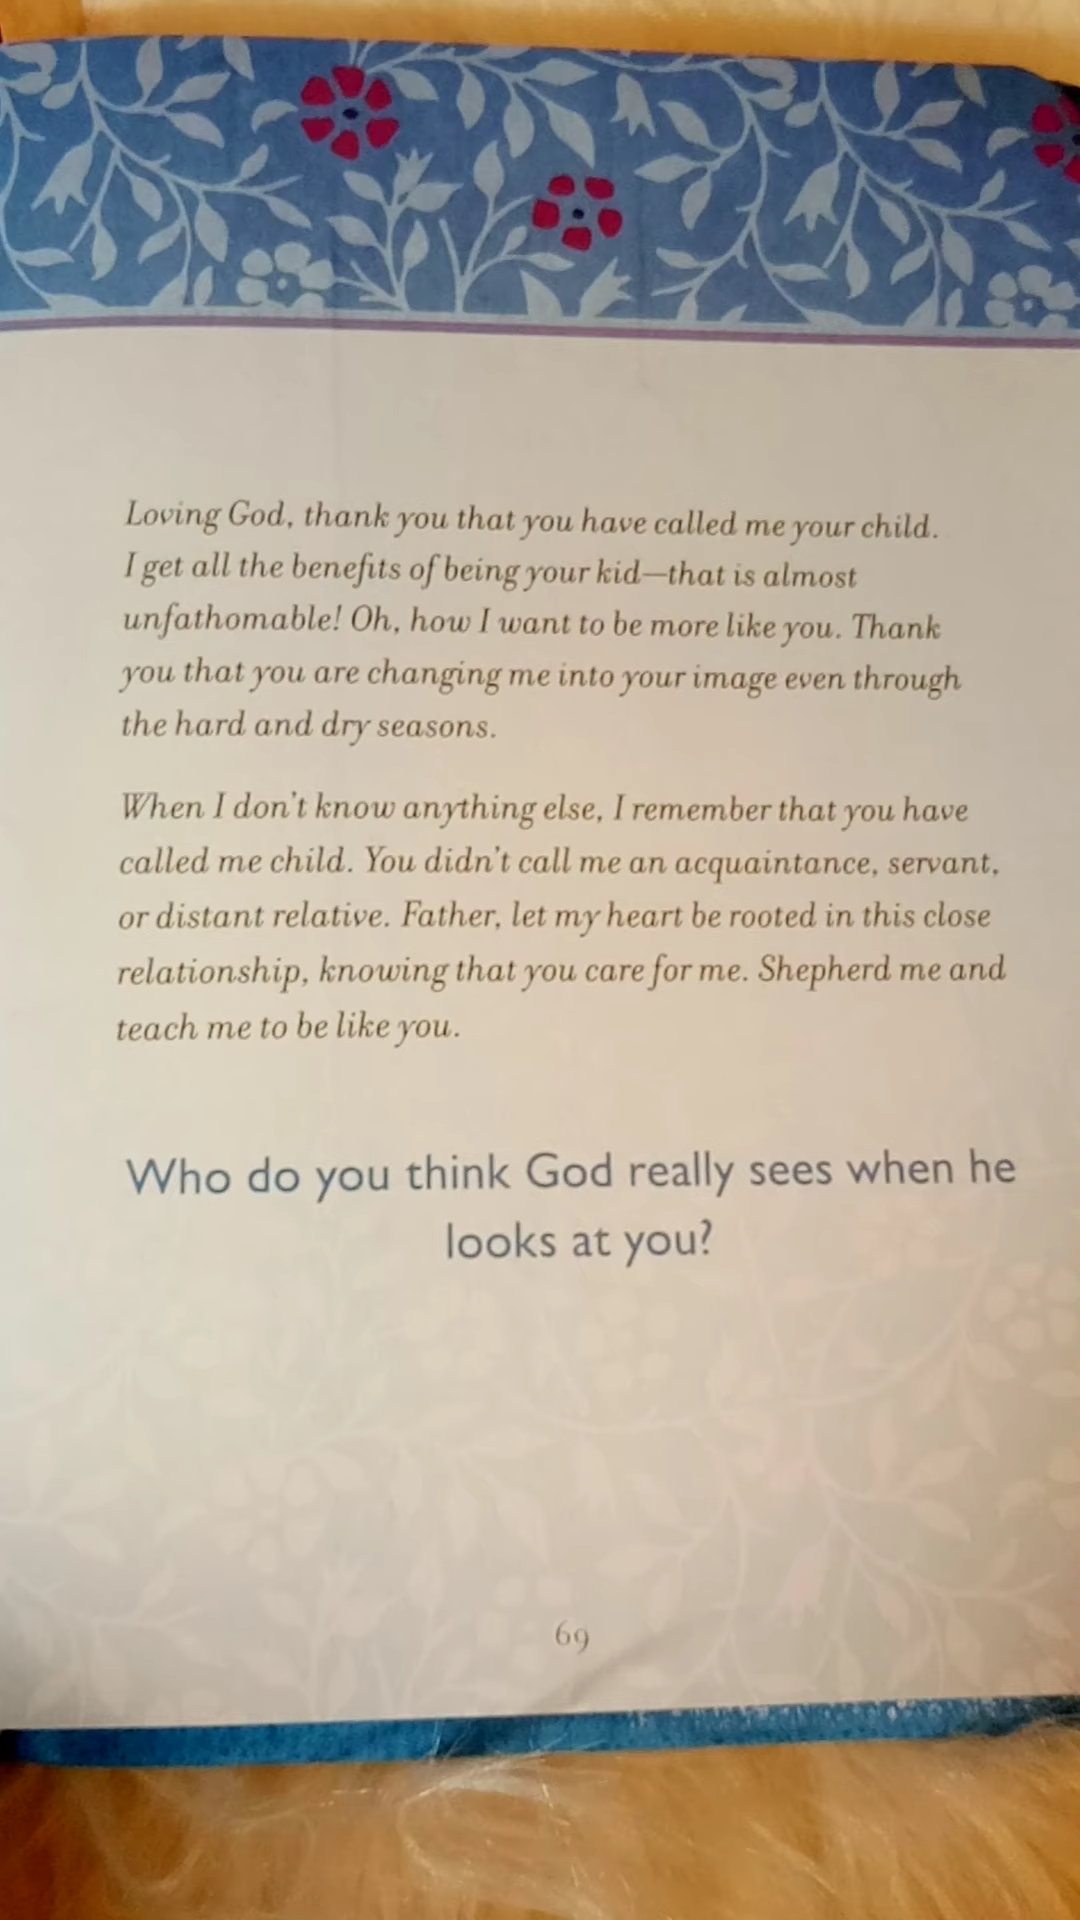 Loving God, thank you that you have called me your child.
I get all the benefits of being your kid—that is almost
unfathomable! Oh, how I want to be more like you. Thank
you that you are changing me into your image even through
the hard and dry seasons.
When I don't know anything else, I remember that you have
called me child. You didn't call me an acquaintance, servant,
or distant relative. Father, let my heart be rooted in this close
relationship, knowing that you care for me. Shepherd me and
teach me to be like you.
Who do you think God really sees when he
looks at you?
69